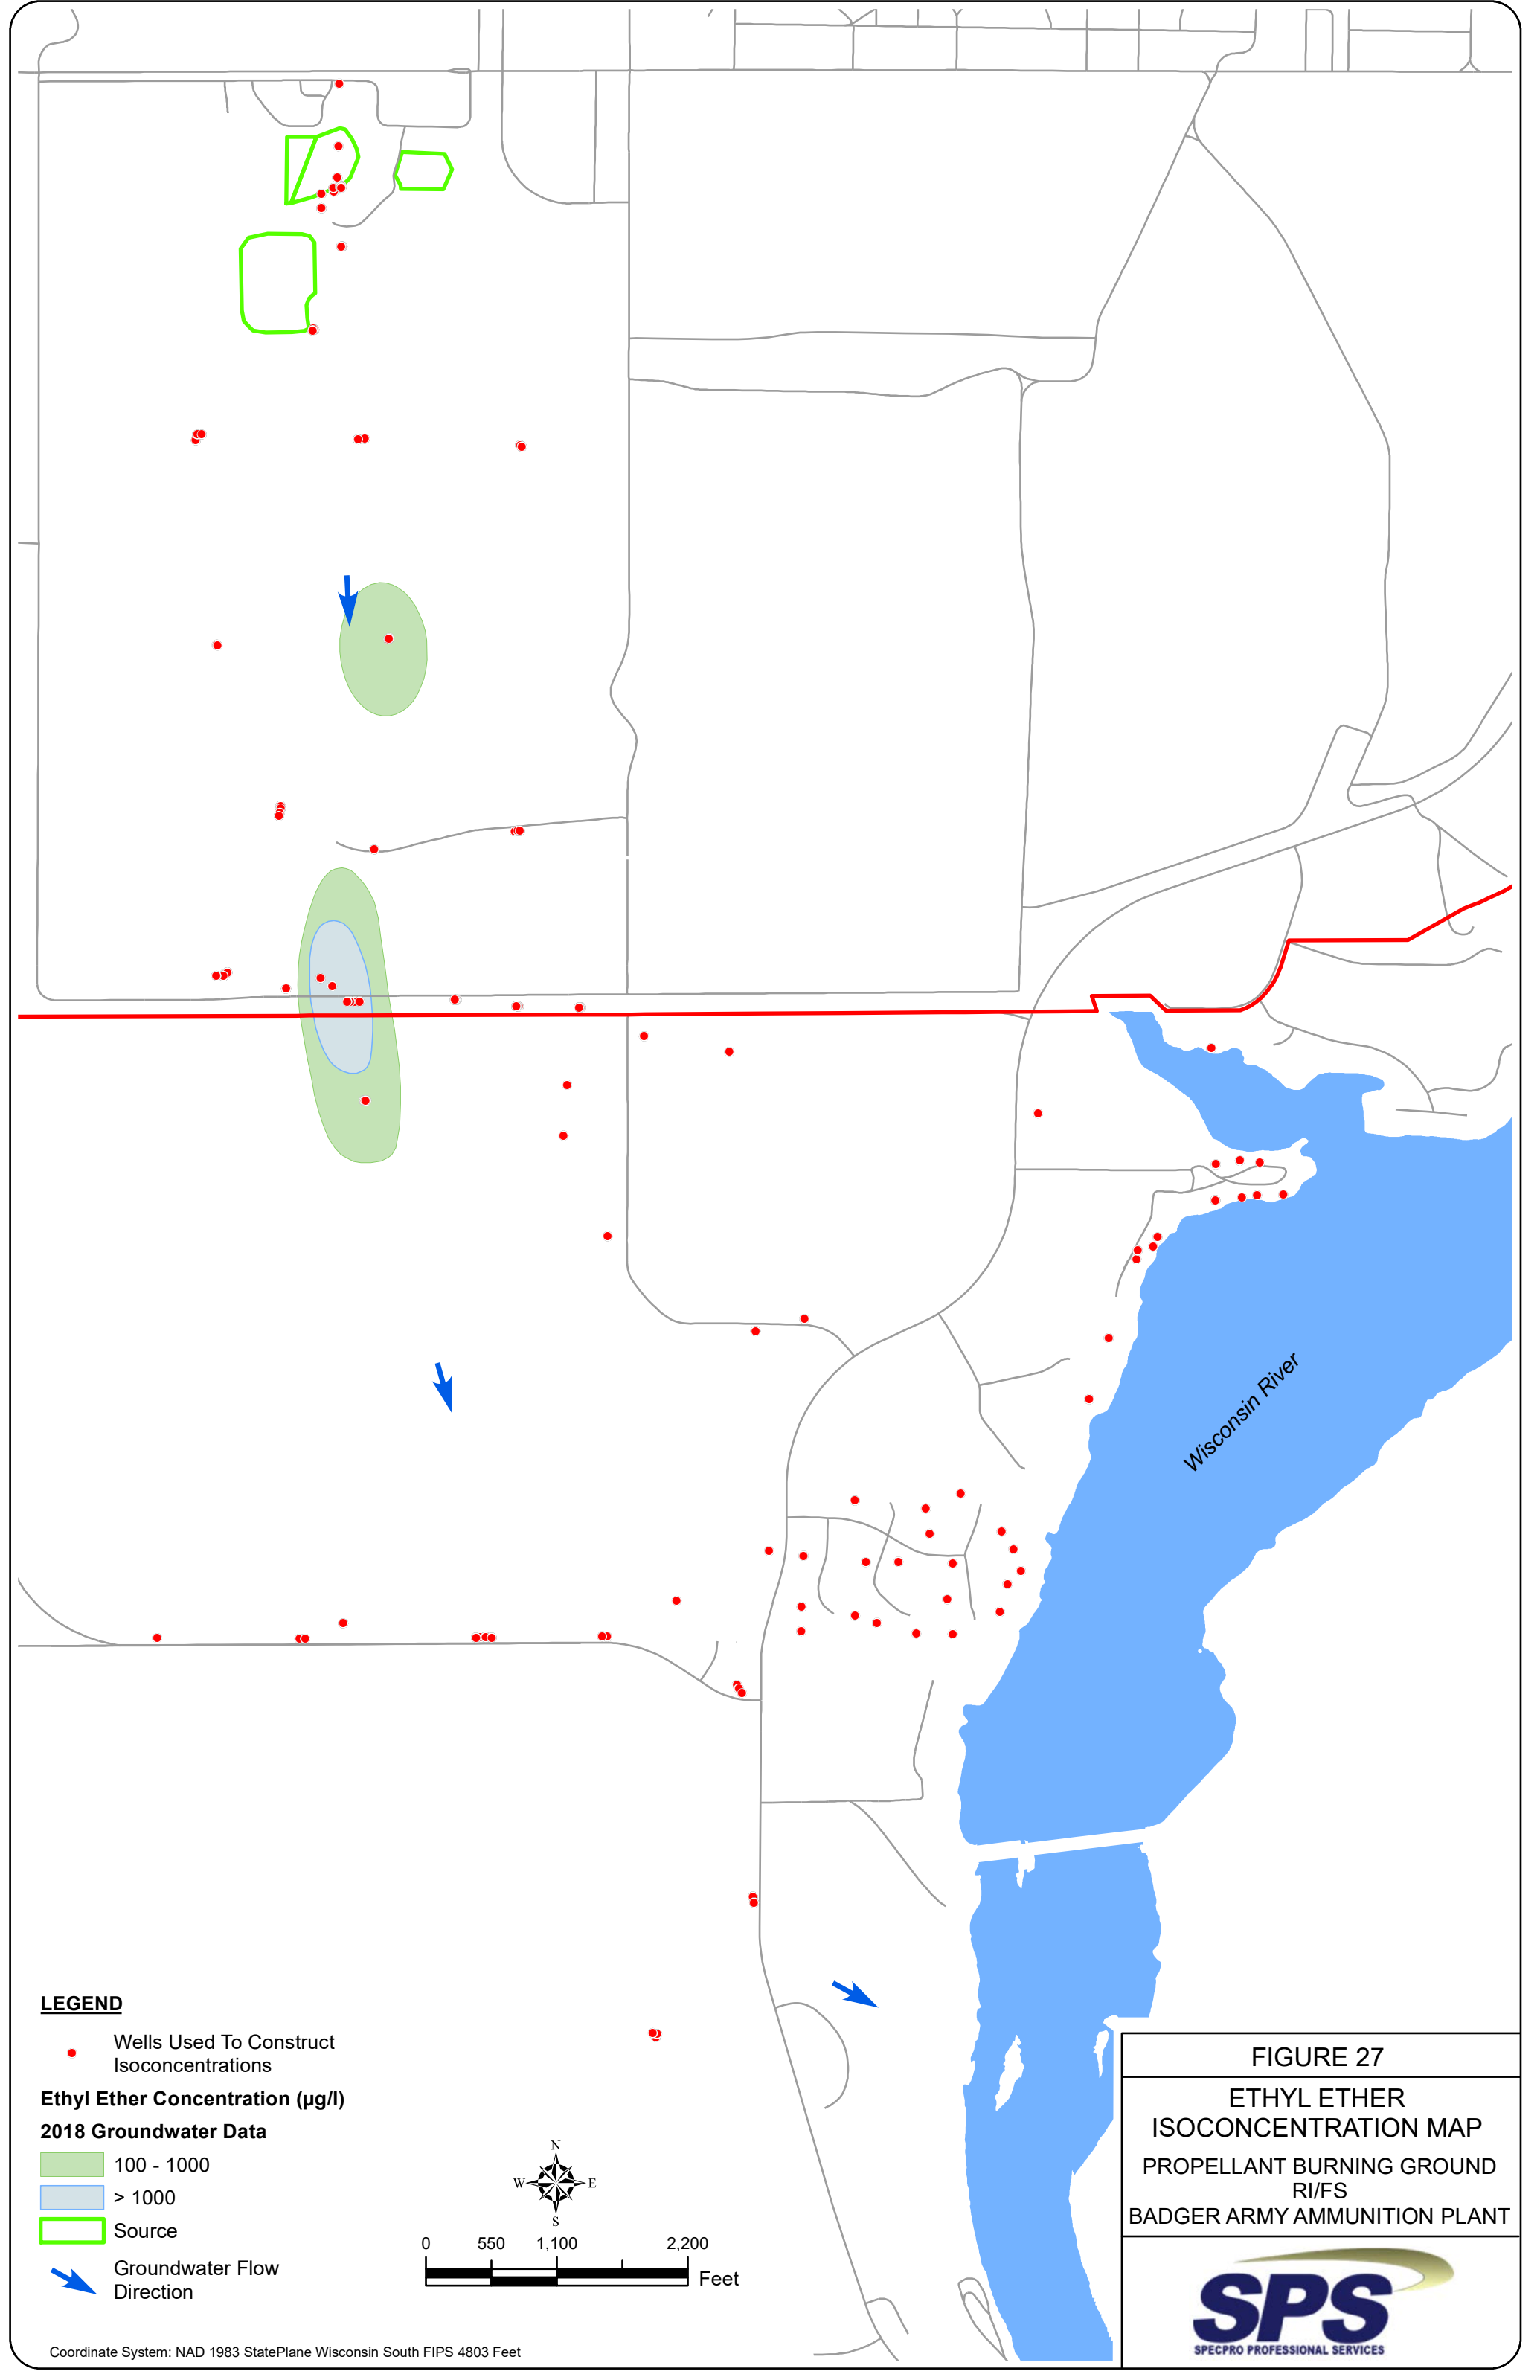 Wisconsin River
LEGEND
Wells Used To Construct
Isoconcentrations
Ethyl Ether Concentration (µg/l)
2018 Groundwater Data
100 - 1000
> 1000
Source
Groundwater Flow
Direction
N
W E
S
0 550 1,100 2,200
Feet
Coordinate System: NAD 1983 StatePlane Wisconsin South FIPS 4803 Feet
FIGURE 27
ETHYL ETHER
ISOCONCENTRATION MAP
PROPELLANT BURNING GROUND
RI/FS
BADGER ARMY AMMUNITION PLANT
SPS
SPECPRO PROFESSIONAL SERVICES